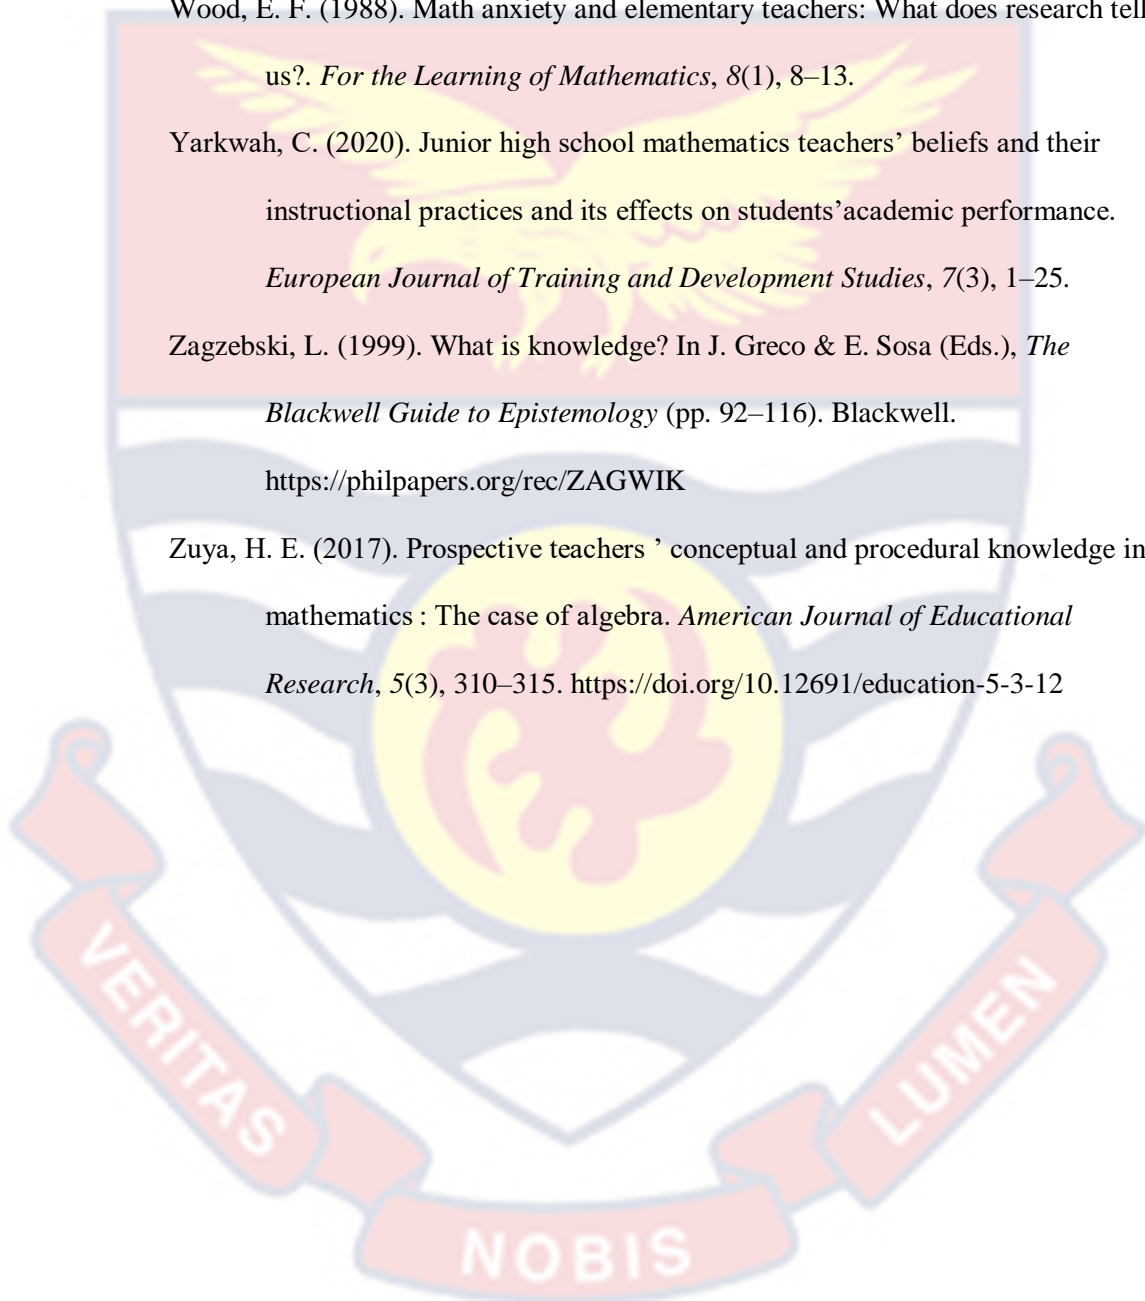 Wood, E. F. (1988). Math anxiety and elementary teachers: What does research tell
us?. For the Learning of Mathematics, 8(1), 8–13.
Yarkwah, C. (2020). Junior high school mathematics teachers’ beliefs and their
instructional practices and its effects on students’academic performance.
European Journal of Training and Development Studies, 7(3), 1–25.
Zagzebski, L. (1999). What is knowledge? In J. Greco & E. Sosa (Eds.), The
Blackwell Guide to Epistemology (pp. 92–116). Blackwell.
https://philpapers.org/rec/ZAGWIK
Zuya, H. E. (2017). Prospective teachers ’ conceptual and procedural knowledge in
mathematics : The case of algebra. American Journal of Educational
Research, 5(3), 310–315. https://doi.org/10.12691/education-5-3-12
VERITAS
NOBIS
LUMEN